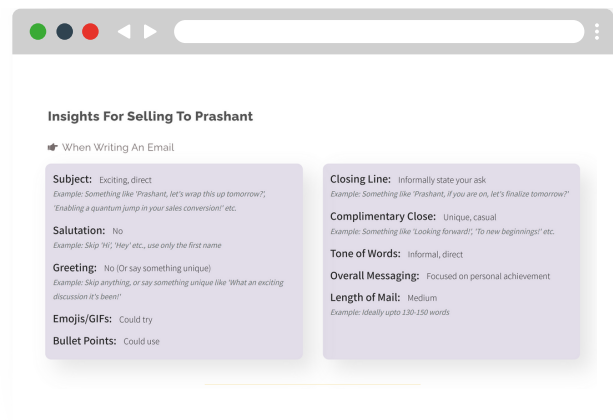 Insights For Selling To Prashant
When Writing An Email
Subject: Exciting, direct
Example: Something like 'Prashant, let's wrap this up tomorrow?',
'Enabling a quantum jump in your sales conversion!' etc.
Salutation: No
Example: Skip 'Hi', 'Hey' etc., use only the first name
Greeting: No (Or say something unique)
Example: Skip anything, or say something unique like 'What an exciting
discussion it's been!'
Emojis/GIFs: Could try
Bullet Points: Could use
Closing Line: Informally state your ask
Example: Something like 'Prashant, if you are on, let's finalize tomorrow?'
Complimentary Close: Unique, casual
Example: Something like 'Looking forward!', 'To new beginnings!' etc.
Tone of Words: Informal, direct
Overall Messaging: Focused on personal achievement
Length of Mail: Medium
Example: Ideally upto 130-150 words